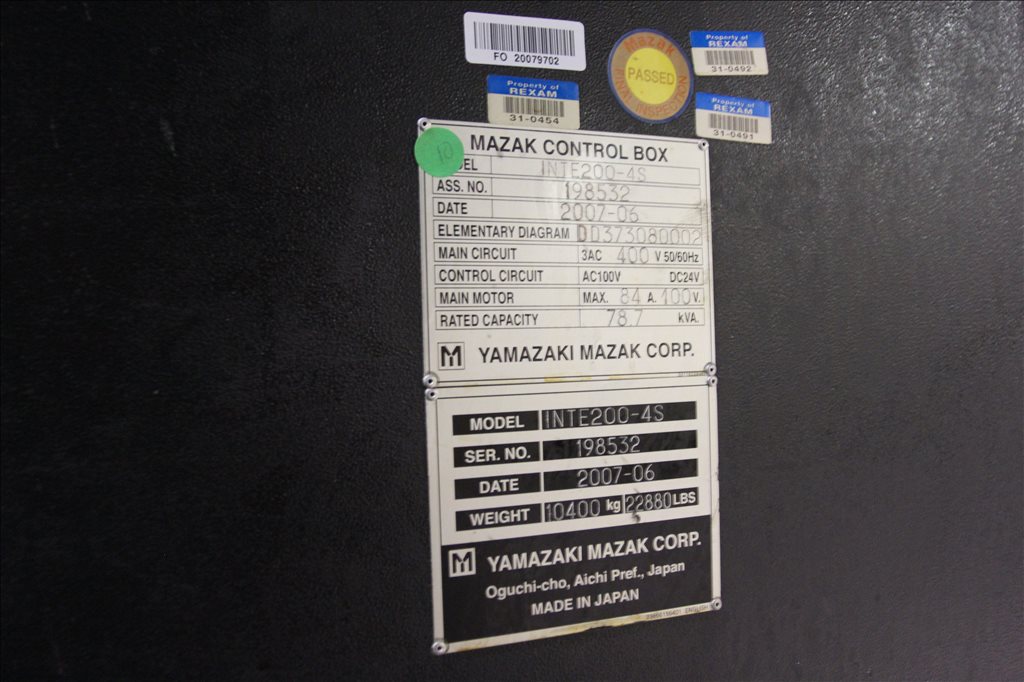 FO 20079702
Property of
REXAM
31-0454
Mazak
PASSED
FINAL INSPECTION
Property of
REXAM
31-0492
Property of
REXAM
31-0491
10
MAZAK CONTROL BOX
INTE200-4S
ASS. NO. 198532
DATE 2007-06
ELEMENTARY DIAGRAM DD373080002
MAIN CIRCUIT 3AC 400 V 50/60Hz
CONTROL CIRCUIT AC100V DC24V
MAIN MOTOR MAX. 84 A. 100 V.
RATED CAPACITY 78.7 kVA.
M YAMAZAKI MAZAK CORP.
MODEL INTE200-4S
SER. NO. 198532
DATE 2007-06
WEIGHT 10400 kg 22880 LBS
M YAMAZAKI MAZAK CORP.
Oguchi-cho, Aichi Pref., Japan
MADE IN JAPAN